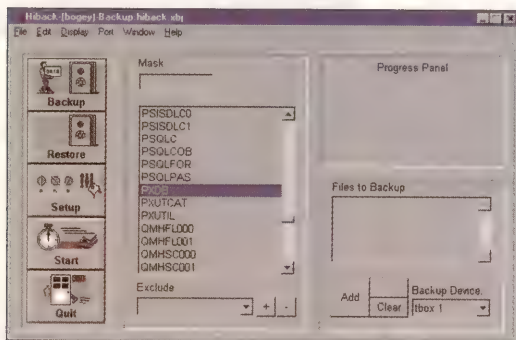 Hiback-[bogey]-Backup hiback xbj
File Edit Display Port Window Help
Backup
Restore
Setup
Start
Quit
Mask
PSISDLC0
PSISDLC1
PSQLC
PSQLCOB
PSQLFOR
PSQLPAS
PXDB
PXUTCAT
PXUTIL
QMHFL000
QMHFL001
QMHSC000
QMHSC001
Exclude
+ -
Progress Panel
Files to Backup
Add
Clear
Backup Device.
tbox 1